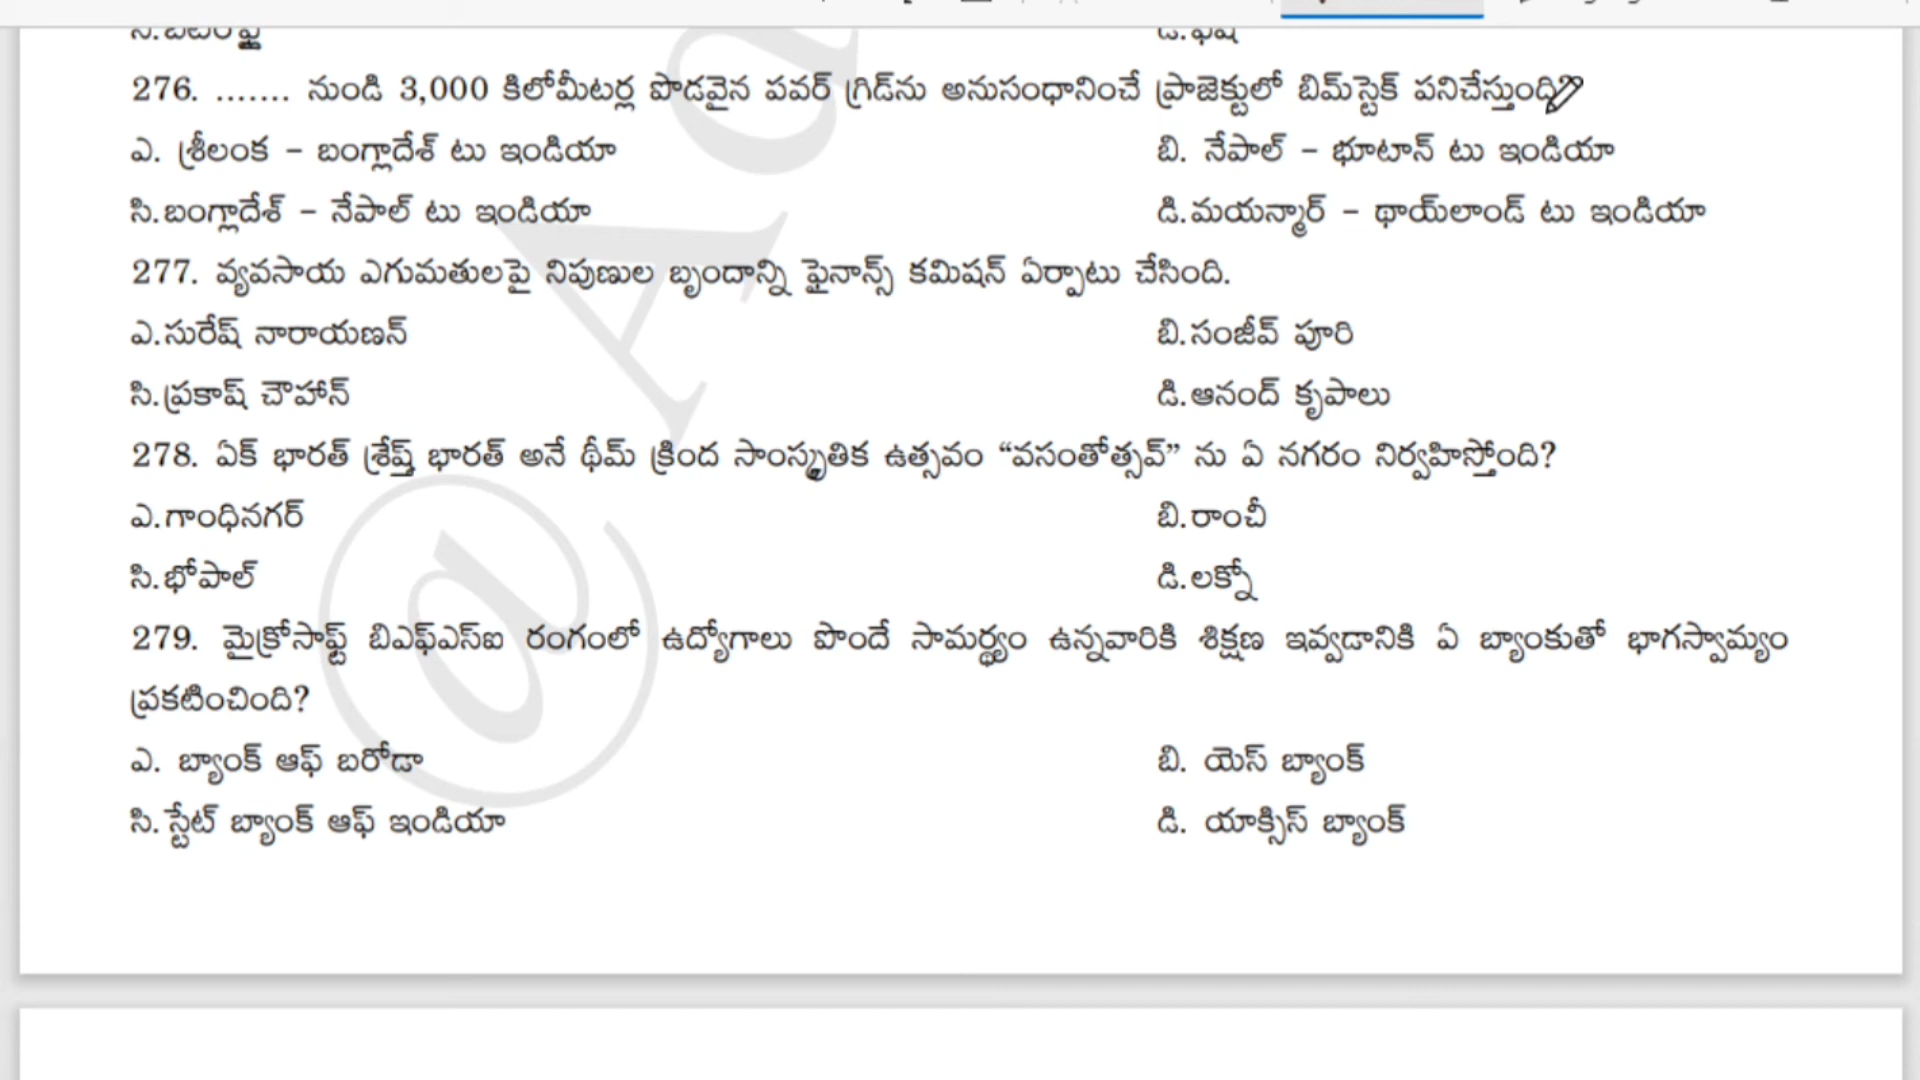 276. ....... నుండి 3,000 కిలోమీటర్ల పొడవైన పవర్ గ్రిడ్‌ను అనుసంధానించే ప్రాజెక్టులో బిమ్‌స్టెక్ పనిచేస్తుంది
ఎ. శ్రీలంక – బంగ్లాదేశ్ టు ఇండియా బి. నేపాల్ – భూటాన్ టు ఇండియా
సి.బంగ్లాదేశ్ – నేపాల్ టు ఇండియా డి.మయన్మార్ – థాయ్‌లాండ్ టు ఇండియా
277. వ్యవసాయ ఎగుమతులపై నిపుణుల బృందాన్ని ఫైనాన్స్ కమిషన్ ఏర్పాటు చేసింది.
ఎ.సురేష్ నారాయణన్ బి.సంజీవ్ పూరి
సి.ప్రకాష్ చౌహాన్ డి.ఆనంద్ కృపాలు
278. ఏక్ భారత్ శ్రేష్ఠ్ భారత్ అనే థీమ్ క్రింద సాంస్కృతిక ఉత్సవం “వసంతోత్సవ్” ను ఏ నగరం నిర్వహిస్తోంది?
ఎ.గాంధినగర్ బి.రాంచీ
సి.భోపాల్ డి.లక్నో
279. మైక్రోసాఫ్ట్ బిఎఫ్ఎస్ఐ రంగంలో ఉద్యోగాలు పొందే సామర్థ్యం ఉన్నవారికి శిక్షణ ఇవ్వడానికి ఏ బ్యాంకుతో భాగస్వామ్యం
ప్రకటించింది?
ఎ. బ్యాంక్ ఆఫ్ బరోడా బి. యెస్ బ్యాంక్
సి.స్టేట్ బ్యాంక్ ఆఫ్ ఇండియా డి. యాక్సిస్ బ్యాంక్